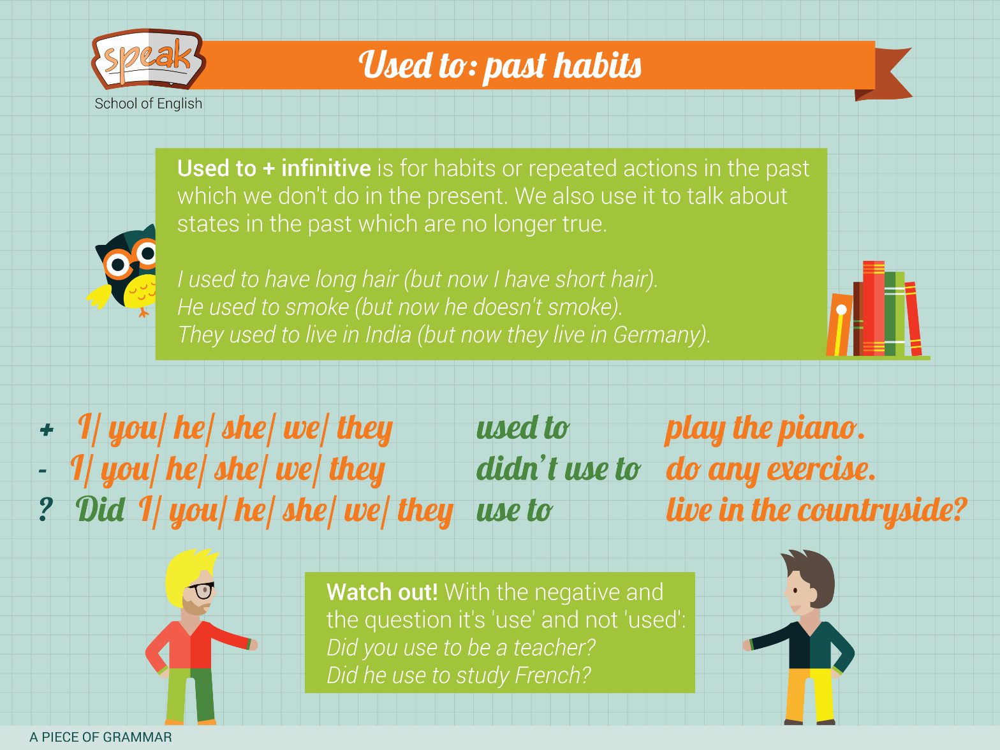 speak
School of English
Used to: past habits
Used to + infinitive is for habits or repeated actions in the past
which we don't do in the present. We also use it to talk about
states in the past which are no longer true.
I used to have long hair (but now I have short hair).
He used to smoke (but now he doesn't smoke).
They used to live in India (but now they live in Germany).
+ I/ you/ he/ she/ we/ they used to play the piano.
- I/ you/ he/ she/ we/ they didn't use to do any exercise.
? Did I/ you/ he/ she/ we/ they use to live in the countryside?
Watch out! With the negative and
the question it's 'use' and not 'used':
Did you use to be a teacher?
Did he use to study French?
A PIECE OF GRAMMAR